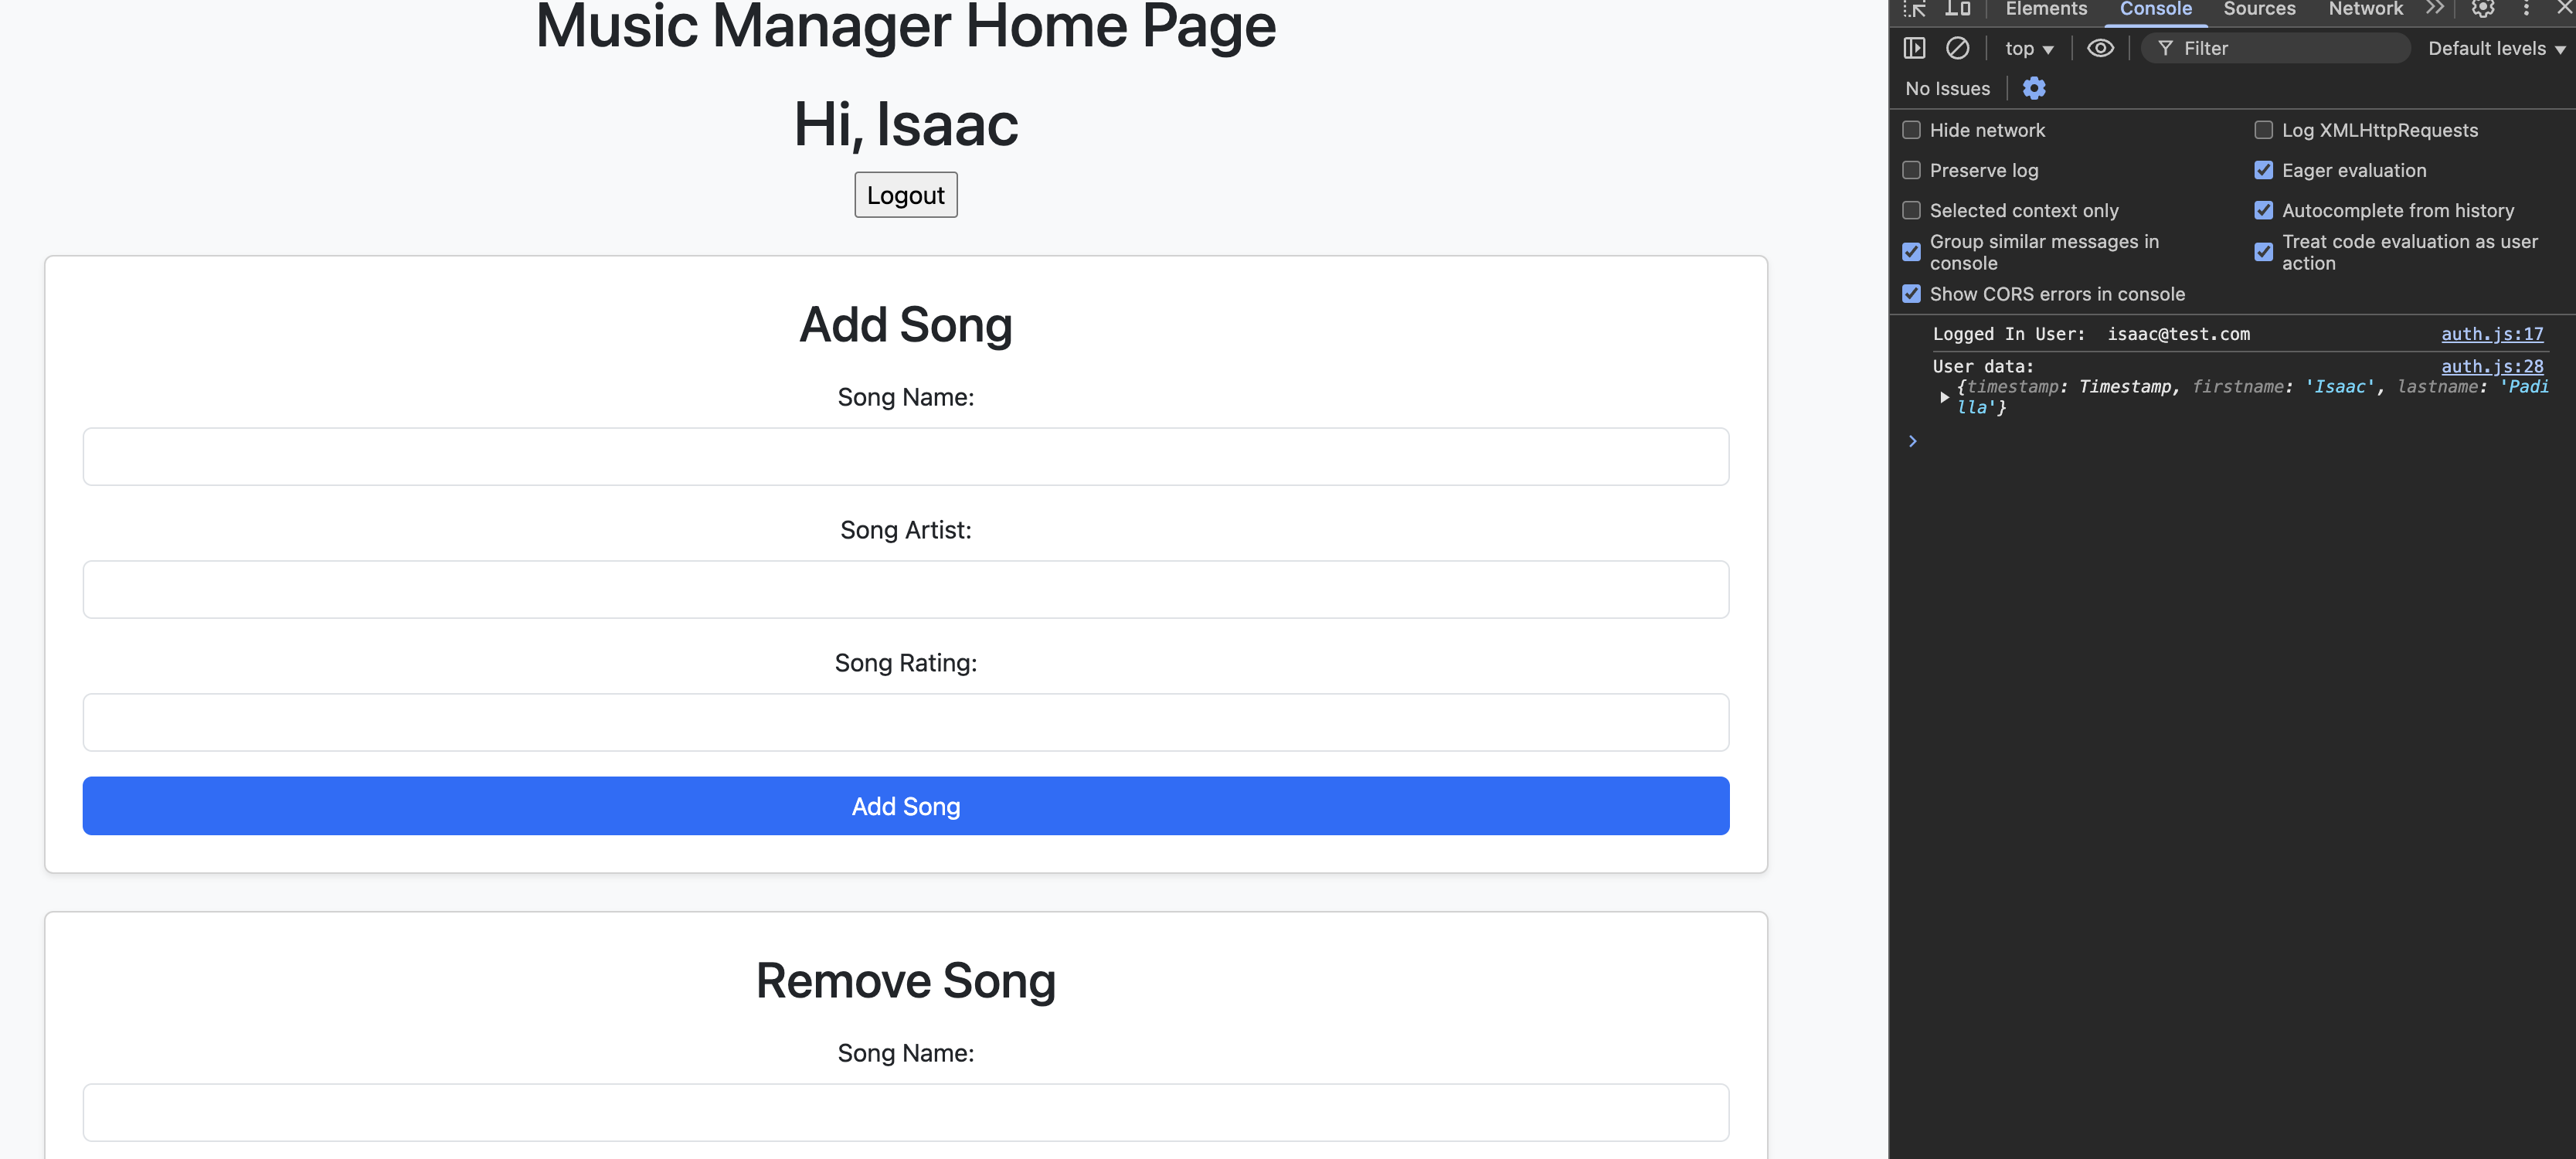 Music Manager Home Page
Hi, Isaac
Logout
Add Song
Song Name:
Song Artist:
Song Rating:
Add Song
Remove Song
Song Name:
Elements Console Sources Network
top Filter Default levels
No Issues
Hide network Log XMLHttpRequests
Preserve log Eager evaluation
Selected context only Autocomplete from history
Group similar messages in Treat code evaluation as user
console action
Show CORS errors in console
Logged In User:  isaac@test.com auth.js:17
User data: auth.js:28
{timestamp: Timestamp, firstname: 'Isaac', lastname: 'Padi
lla'}